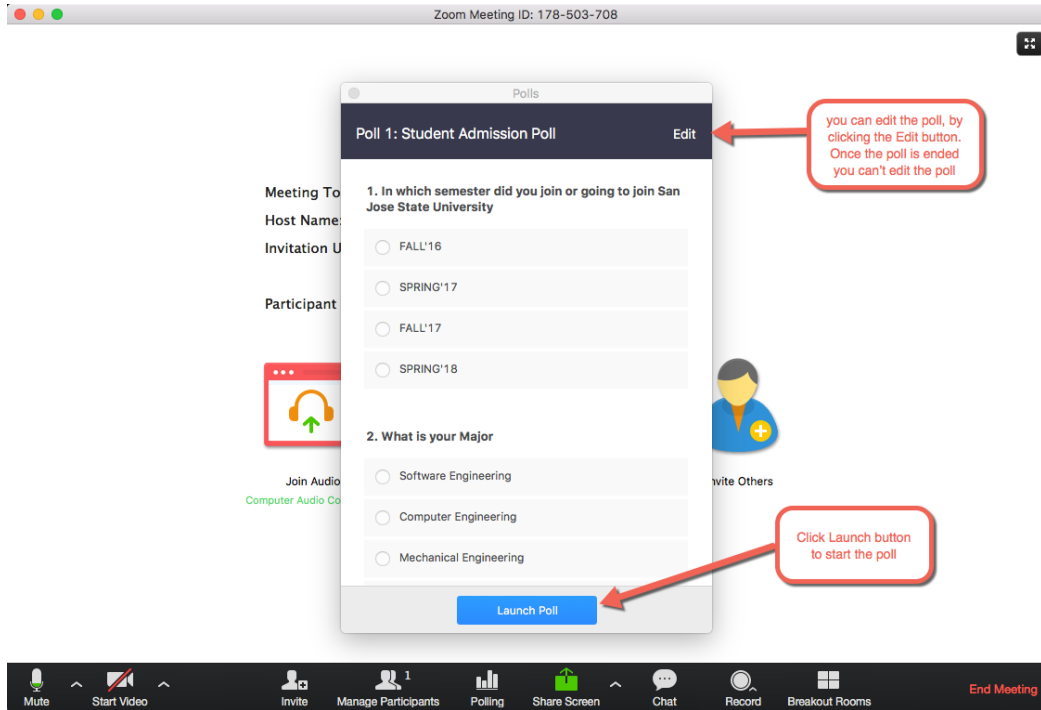 Zoom Meeting ID: 178-503-708
Polls
Poll 1: Student Admission Poll
Edit
you can edit the poll, by
clicking the Edit button.
Once the poll is ended
you can't edit the poll
1. In which semester did you join or going to join San
Jose State University
FALL'16
SPRING'17
FALL'17
SPRING'18
2. What is your Major
Software Engineering
Computer Engineering
Mechanical Engineering
Launch Poll
Meeting To
Host Name:
Invitation U
Participant
Join Audio
Computer Audio Co
nvite Others
Click Launch button
to start the poll
Mute
Start Video
Invite
1
Manage Participants
Polling
Share Screen
Chat
Record
Breakout Rooms
End Meeting